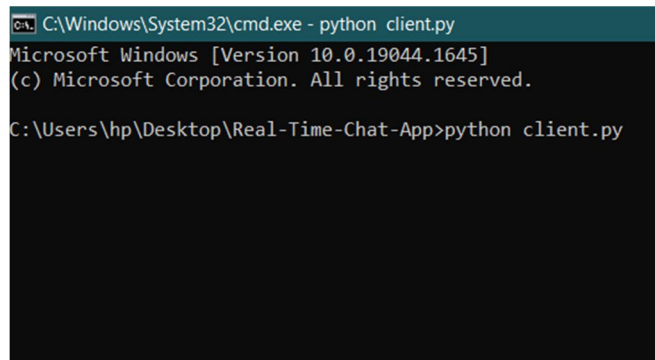 C:\Windows\System32\cmd.exe - python client.py
Microsoft Windows [Version 10.0.19044.1645]
(c) Microsoft Corporation. All rights reserved.
C:\Users\hp\Desktop\Real-Time-Chat-App>python client.py